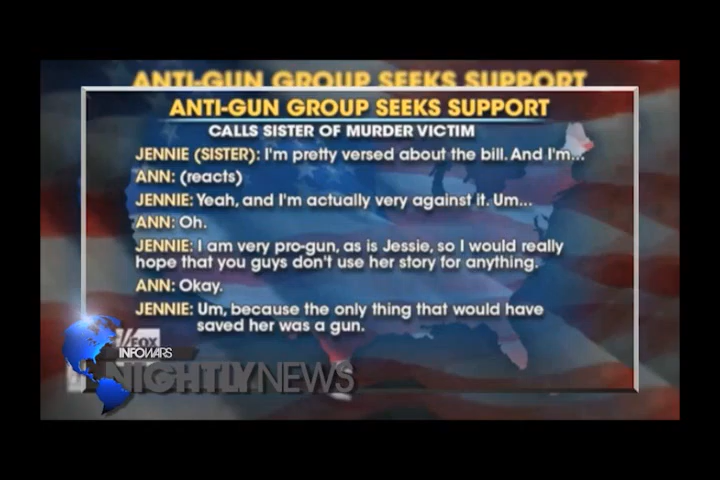 ANTI-GUN GROUP SEEKS SUPPORT
ANTI-GUN GROUP SEEKS SUPPORT
CALLS SISTER OF MURDER VICTIM
JENNIE (SISTER): I'm pretty versed about the bill. And I'm...
ANN: (reacts)
JENNIE: Yeah, and I'm actually very against it. Um...
ANN: Oh.
JENNIE: I am very pro-gun, as is Jessie, so I would really
hope that you guys don't use her story for anything.
ANN: Okay.
JENNIE: Um, because the only thing that would have
saved her was a gun.
FOX
INFOWARS
NIGHTLYNEWS